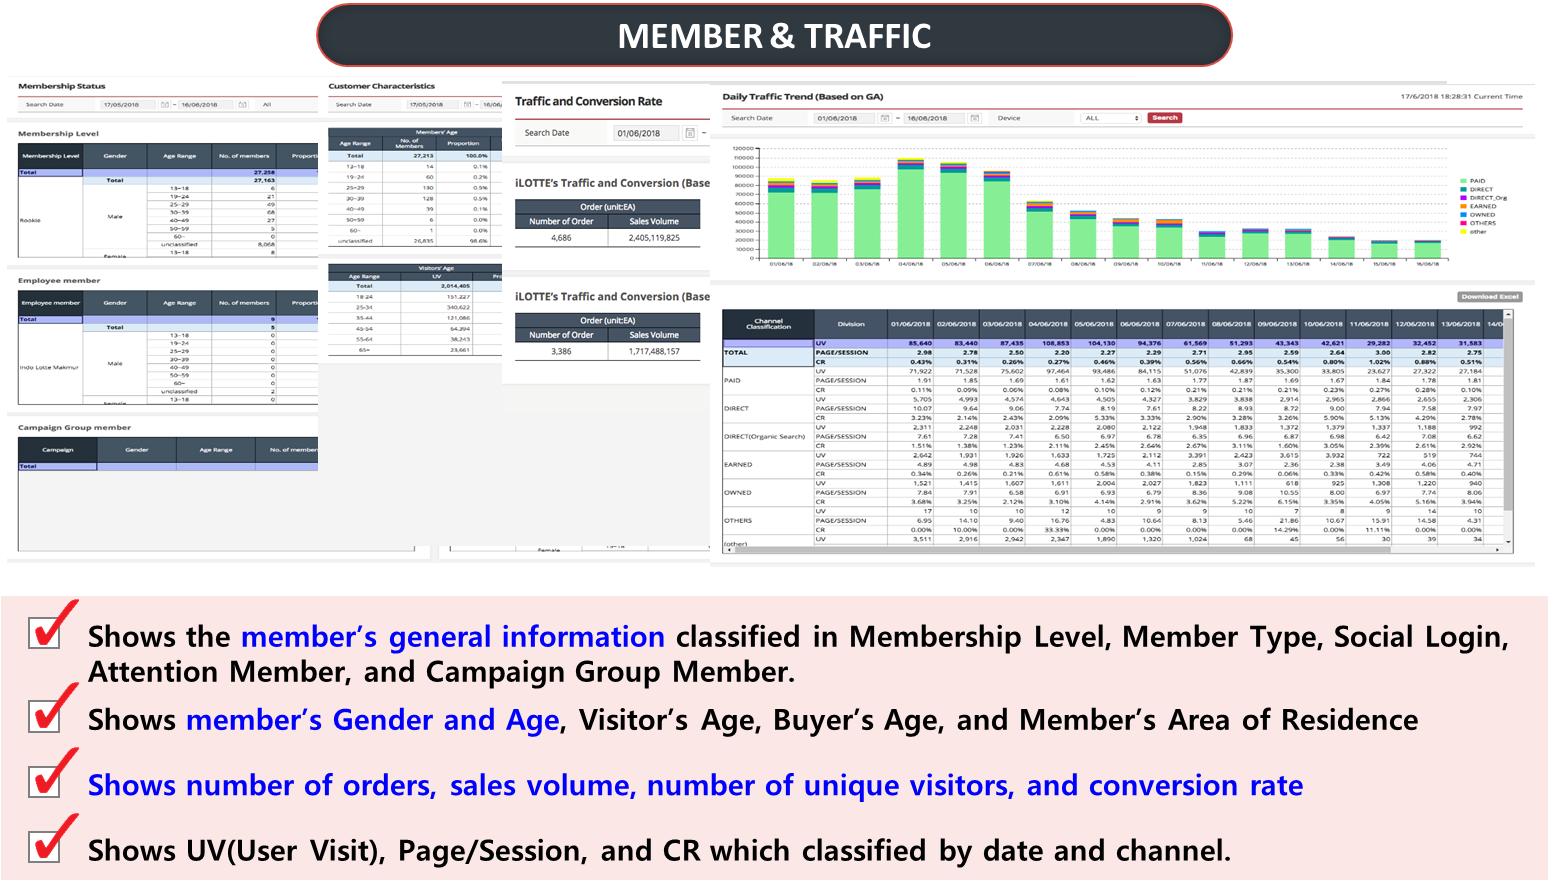 MEMBER & TRAFFIC
Membership Status
Search Date 17/05/2018 ~ 16/06/2018 All
Membership Level
Membership Level Gender Age Range No. of members Proporti
Total 27,258
Total 27,163
Rookie Male
13~18 6
19~24 21
25~29 49
30~39 68
40~49 27
50~59 5
60~ 0
unclassified 8,068
Female 13~18 8
Employee member
Employee member Gender Age Range No. of members Propor
Total 9
Total 5
Indo Lotte Makmur Male
13~18 0
19~24 0
25~29 0
30~39 0
40~49 0
50~59 0
60~ 0
unclassified 2
Female 13~18 0
Campaign Group member
Campaign Gender Age Range No. of member
Total
Customer Characteristics
Search Date 17/05/2018 ~ 16/06/
Members' Age
Age Range No. of Members Proportion
Total 27,213 100.0%
13~18 14 0.1%
19~24 60 0.2%
25~29 130 0.5%
30~39 128 0.5%
40~49 39 0.1%
50~59 6 0.0%
60~ 1 0.0%
unclassified 26,835 98.6%
Visitors' Age
Age Range UV Pro
Total 2,014,405
18-24 151,227
25-34 340,622
35-44 121,086
45-54 64,394
55-64 38,243
65+ 23,661
Female
Traffic and Conversion Rate
Search Date 01/06/2018 ~
iLOTTE's Traffic and Conversion (Base
Order (unit:EA)
Number of Order Sales Volume
4,686 2,405,119,825
iLOTTE's Traffic and Conversion (Base
Order (unit:EA)
Number of Order Sales Volume
3,386 1,717,488,157
Daily Traffic Trend (Based on GA) 17/6/2018 18:28:31 Current Time
Search Date 01/06/2018 ~ 16/06/2018 Device ALL Search
120000
110000
100000
90000
80000
70000
60000
50000
40000
30000
20000
10000
0
01/06/18 02/06/18 03/06/18 04/06/18 05/06/18 06/06/18 07/06/18 08/06/18 09/06/18 10/06/18 11/06/18 12/06/18 13/06/18 14/06/18 15/06/18 16/06/18
PAID
DIRECT
DIRECT_Org
EARNED
OWNED
OTHERS
other
Download Excel
Channel Classification Division 01/06/2018 02/06/2018 03/06/2018 04/06/2018 05/06/2018 06/06/2018 07/06/2018 08/06/2018 09/06/2018 10/06/2018 11/06/2018 12/06/2018 13/06/2018 14/0
TOTAL
UV 85,640 83,440 87,435 108,853 104,130 94,376 61,569 51,293 43,343 42,621 29,282 32,452 31,583
PAGE/SESSION 2.98 2.78 2.50 2.20 2.27 2.29 2.71 2.95 2.59 2.64 3.00 2.82 2.75
CR 0.43% 0.31% 0.26% 0.27% 0.46% 0.39% 0.56% 0.66% 0.54% 0.80% 1.02% 0.88% 0.51%
PAID
UV 71,922 71,528 75,602 97,464 93,486 84,115 51,076 42,839 35,300 33,805 23,627 27,322 27,184
PAGE/SESSION 1.91 1.85 1.69 1.61 1.62 1.63 1.77 1.87 1.69 1.67 1.84 1.78 1.81
CR 0.11% 0.09% 0.06% 0.08% 0.10% 0.12% 0.21% 0.21% 0.21% 0.23% 0.27% 0.28% 0.10%
DIRECT
UV 5,705 4,993 4,574 4,643 4,505 4,327 3,829 3,838 2,914 2,965 2,866 2,655 2,306
PAGE/SESSION 10.07 9.64 9.06 7.74 8.19 7.61 8.22 8.93 8.72 9.00 7.94 7.58 7.97
CR 3.23% 2.14% 2.43% 2.09% 5.33% 3.33% 2.90% 3.28% 3.26% 5.90% 5.13% 4.29% 2.78%
DIRECT(Organic Search)
UV 2,311 2,248 2,031 2,228 2,080 2,122 1,948 1,833 1,372 1,379 1,337 1,188 992
PAGE/SESSION 7.61 7.28 7.41 6.50 6.97 6.78 6.35 6.96 6.87 6.98 6.42 7.08 6.62
CR 1.51% 1.38% 1.23% 2.11% 2.45% 2.64% 2.67% 3.11% 1.60% 3.05% 2.39% 2.61% 2.92%
EARNED
UV 2,642 1,931 1,926 1,633 1,725 2,112 3,391 2,423 3,615 3,932 722 519 744
PAGE/SESSION 4.89 4.98 4.83 4.68 4.53 4.11 2.85 3.07 2.36 2.38 3.49 4.06 4.71
CR 0.34% 0.26% 0.21% 0.61% 0.58% 0.38% 0.15% 0.29% 0.06% 0.33% 0.42% 0.58% 0.40%
OWNED
UV 1,521 1,415 1,607 1,611 2,004 2,027 1,823 1,111 618 925 1,308 1,220 940
PAGE/SESSION 7.84 7.91 6.58 6.91 6.93 6.79 8.36 9.08 10.55 8.00 6.97 7.74 8.06
CR 3.68% 3.25% 2.12% 3.10% 4.14% 2.91% 3.62% 5.22% 6.15% 3.35% 4.05% 5.16% 3.94%
OTHERS
UV 17 10 10 12 9 9 10 9 7 8 9 14 10
PAGE/SESSION 6.95 14.10 9.40 16.76 4.83 10.64 8.13 5.46 21.86 10.67 15.91 14.58 4.31
CR 0.00% 10.00% 0.00% 33.33% 0.00% 0.00% 0.00% 0.00% 14.29% 0.00% 11.11% 0.00% 0.00%
(other)
UV 3,511 2,916 2,942 2,347 1,890 1,320 1,024 68 45 56 30 39 34
Shows the member's general information classified in Membership Level, Member Type, Social Login,
Attention Member, and Campaign Group Member.
Shows member's Gender and Age, Visitor's Age, Buyer's Age, and Member's Area of Residence
Shows number of orders, sales volume, number of unique visitors, and conversion rate
Shows UV(User Visit), Page/Session, and CR which classified by date and channel.